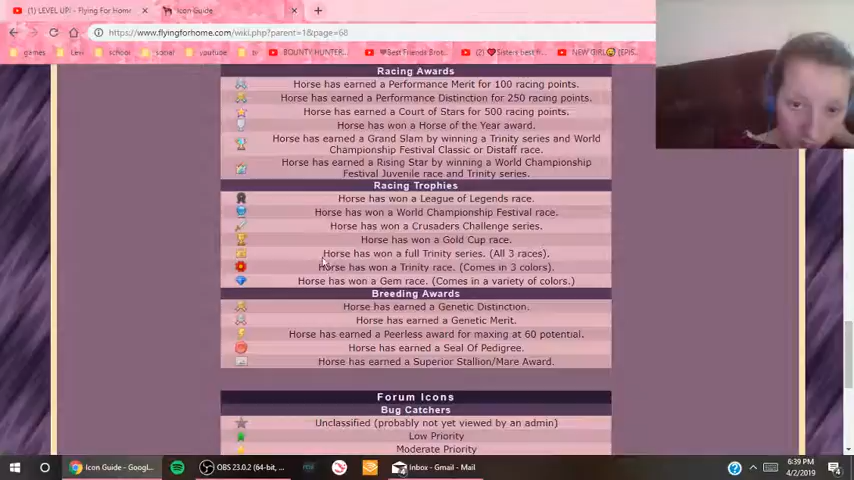 (1) LEVEL UP! - Flying For Hom
Icon Guide
https://www.flyingforhome.com/wiki.php?parent=1&page=68
games
Levi
school
social
youtube
tv
BOUNTY HUNTER...
Best Friends Brot...
(2) Sisters best fri...
NEW GIRL
Racing Awards
Horse has earned a Performance Merit for 100 racing points.
Horse has earned a Performance Distinction for 250 racing points.
Horse has earned a Court of Stars for 500 racing points.
Horse has won a Horse of the Year award.
Horse has earned a Grand Slam by winning a Trinity series and World
Championship Festival Classic or Distaff race.
Horse has earned a Rising Star by winning a World Championship
Festival Juvenile race and Trinity series.
Racing Trophies
Horse has won a League of Legends race.
Horse has won a World Championship Festival race.
Horse has won a Crusaders Challenge series.
Horse has won a Gold Cup race.
Horse has won a full Trinity series. (All 3 races).
Horse has won a Trinity race. (Comes in 3 colors).
Horse has won a Gem race. (Comes in a variety of colors.)
Breeding Awards
Horse has earned a Genetic Distinction.
Horse has earned a Genetic Merit.
Horse has earned a Peerless award for maxing at 60 potential.
Horse has earned a Seal Of Pedigree.
Horse has earned a Superior Stallion/Mare Award.
Forum Icons
Bug Catchers
Unclassified (probably not yet viewed by an admin)
Low Priority
Moderate Priority
Icon Guide - Googl...
OBS 23.0.2 (64-bit, ...
Inbox - Gmail - Mail
6:39 PM
4/2/2019